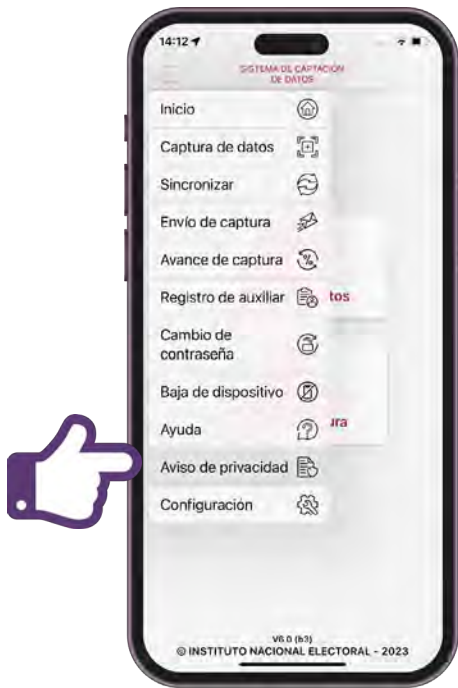 14:12
SISTEMA DE CAPTACIÓN
DE DATOS
Inicio
Captura de datos
Sincronizar
Envío de captura
Avance de captura
Registro de auxiliar
tos
Cambio de
contraseña
Baja de dispositivo
Ayuda
ura
Aviso de privacidad
Configuración
V6.0 (b3)
© INSTITUTO NACIONAL ELECTORAL - 2023